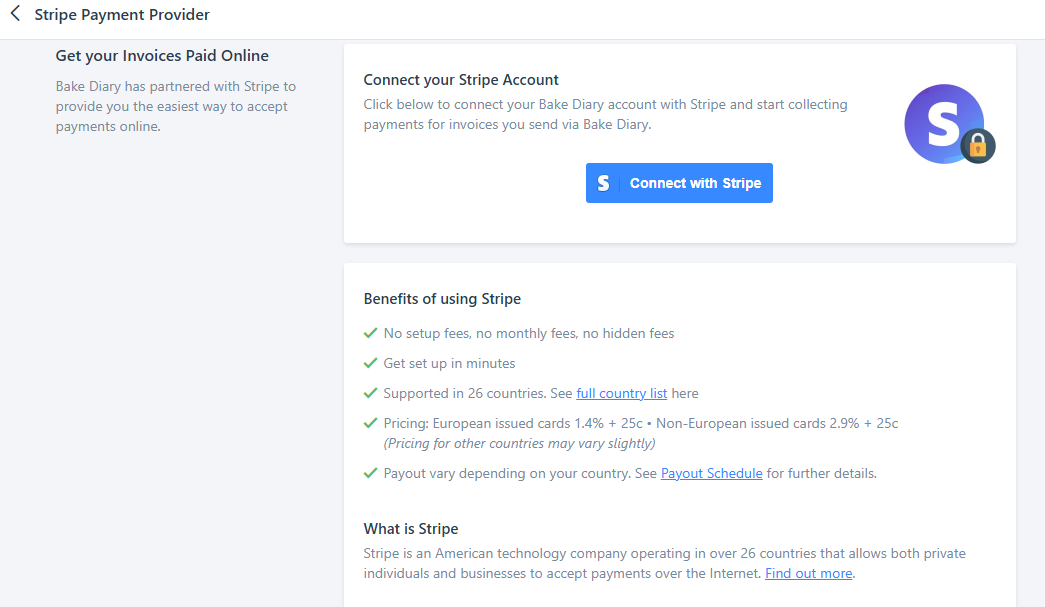 Stripe Payment Provider
Get your Invoices Paid Online
Bake Diary has partnered with Stripe to
provide you the easiest way to accept
payments online.
Connect your Stripe Account
Click below to connect your Bake Diary account with Stripe and start collecting
payments for invoices you send via Bake Diary.
S
S Connect with Stripe
Benefits of using Stripe
No setup fees, no monthly fees, no hidden fees
Get set up in minutes
Supported in 26 countries. See full country list here
Pricing: European issued cards 1.4% + 25c • Non-European issued cards 2.9% + 25c
(Pricing for other countries may vary slightly)
Payout vary depending on your country. See Payout Schedule for further details.
What is Stripe
Stripe is an American technology company operating in over 26 countries that allows both private
individuals and businesses to accept payments over the Internet. Find out more.